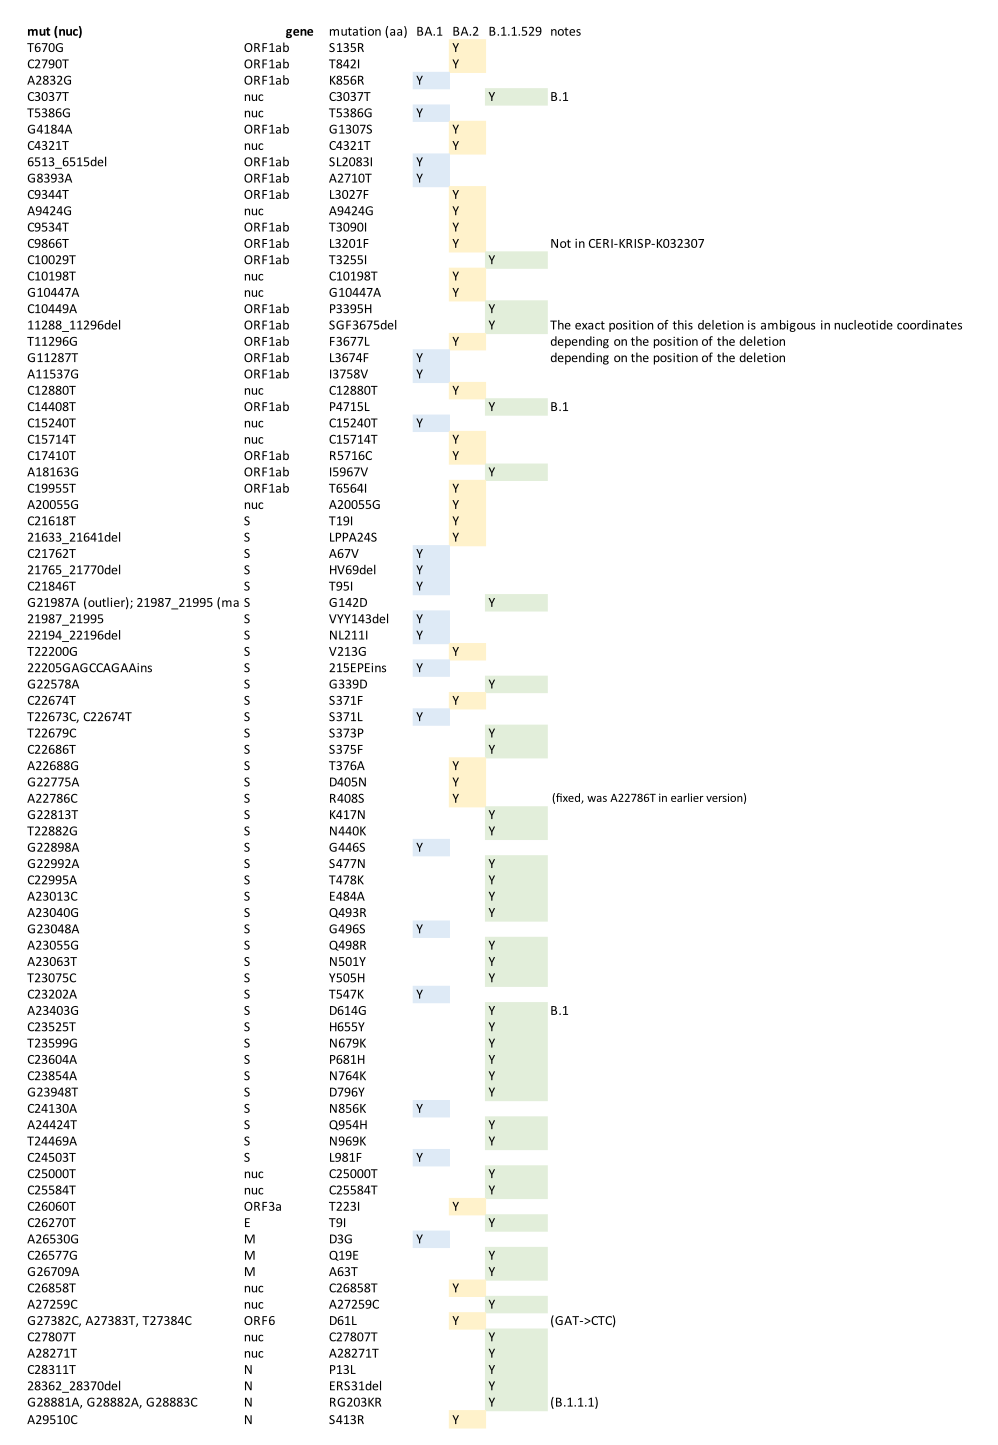 mut (nuc) gene mutation (aa) BA.1 BA.2 B.1.1.529 notes
T670G ORF1ab S135R Y
C2790T ORF1ab T842I Y
A2832G ORF1ab K856R Y
C3037T nuc C3037T Y B.1
T5386G nuc T5386G Y
G4184A ORF1ab G1307S Y
C4321T nuc C4321T Y
6513_6515del ORF1ab SL2083I Y
G8393A ORF1ab A2710T Y
C9344T ORF1ab L3027F Y
A9424G nuc A9424G Y
C9534T ORF1ab T3090I Y
C9866T ORF1ab L3201F Y Not in CERI-KRISP-K032307
C10029T ORF1ab T3255I Y
C10198T nuc C10198T Y
G10447A nuc G10447A Y
C10449A ORF1ab P3395H Y
11288_11296del ORF1ab SGF3675del Y The exact position of this deletion is ambigous in nucleotide coordinates
T11296G ORF1ab F3677L Y depending on the position of the deletion
G11287T ORF1ab L3674F Y depending on the position of the deletion
A11537G ORF1ab I3758V Y
C12880T nuc C12880T Y
C14408T ORF1ab P4715L Y B.1
C15240T nuc C15240T Y
C15714T nuc C15714T Y
C17410T ORF1ab R5716C Y
A18163G ORF1ab I5967V Y
C19955T ORF1ab T6564I Y
A20055G nuc A20055G Y
C21618T S T19I Y
21633_21641del S LPPA24S Y
C21762T S A67V Y
21765_21770del S HV69del Y
C21846T S T95I Y
G21987A (outlier); 21987_21995 (ma S G142D Y
21987_21995 S VYY143del Y
22194_22196del S NL211I Y
T22200G S V213G Y
22205GAGCCAGAAins S 215EPEins Y
G22578A S G339D Y
C22674T S S371F Y
T22673C, C22674T S S371L Y
T22679C S S373P Y
C22686T S S375F Y
A22688G S T376A Y
G22775A S D405N Y
A22786C S R408S Y (fixed, was A22786T in earlier version)
G22813T S K417N Y
T22882G S N440K Y
G22898A S G446S Y
G22992A S S477N Y
C22995A S T478K Y
A23013C S E484A Y
A23040G S Q493R Y
G23048A S G496S Y
A23055G S Q498R Y
A23063T S N501Y Y
T23075C S Y505H Y
C23202A S T547K Y
A23403G S D614G Y B.1
C23525T S H655Y Y
T23599G S N679K Y
C23604A S P681H Y
C23854A S N764K Y
G23948T S D796Y Y
C24130A S N856K Y
A24424T S Q954H Y
T24469A S N969K Y
C24503T S L981F Y
C25000T nuc C25000T Y
C25584T nuc C25584T Y
C26060T ORF3a T223I Y
C26270T E T9I Y
A26530G M D3G Y
C26577G M Q19E Y
G26709A M A63T Y
C26858T nuc C26858T Y
A27259C nuc A27259C Y
G27382C, A27383T, T27384C ORF6 D61L Y (GAT->CTC)
C27807T nuc C27807T Y
A28271T nuc A28271T Y
C28311T N P13L Y
28362_28370del N ERS31del Y
G28881A, G28882A, G28883C N RG203KR Y (B.1.1.1)
A29510C N S413R Y